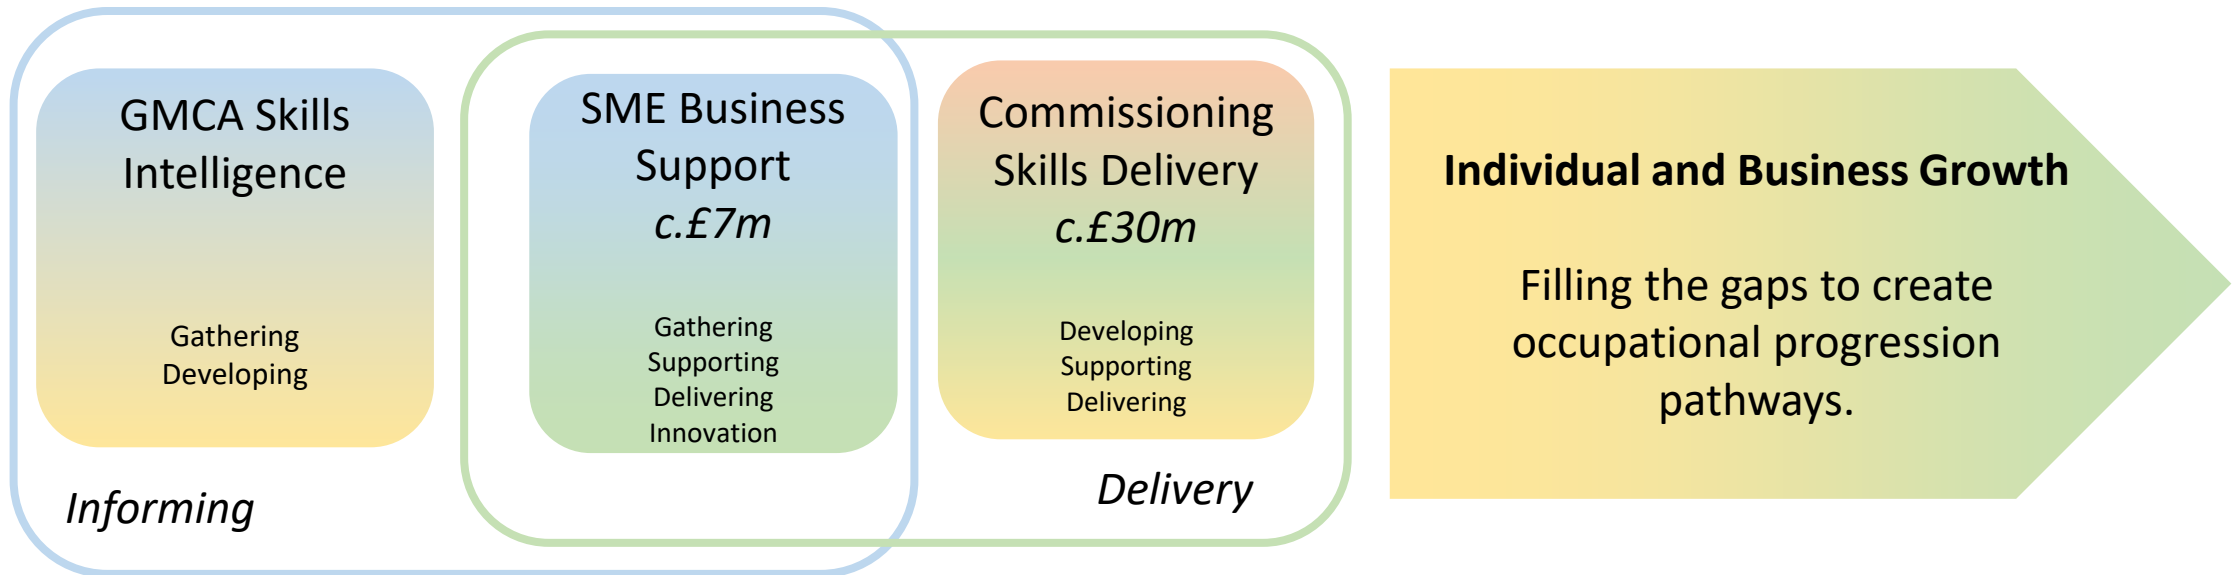 GMCA Skills
Intelligence
Gathering
Developing
Informing
SME Business
Support
c.£7m
Gathering
Supporting
Delivering
Innovation
Commissioning
Skills Delivery
c.£30m
Developing
Supporting
Delivering
Delivery
Individual and Business Growth
Filling the gaps to create
occupational progression
pathways.